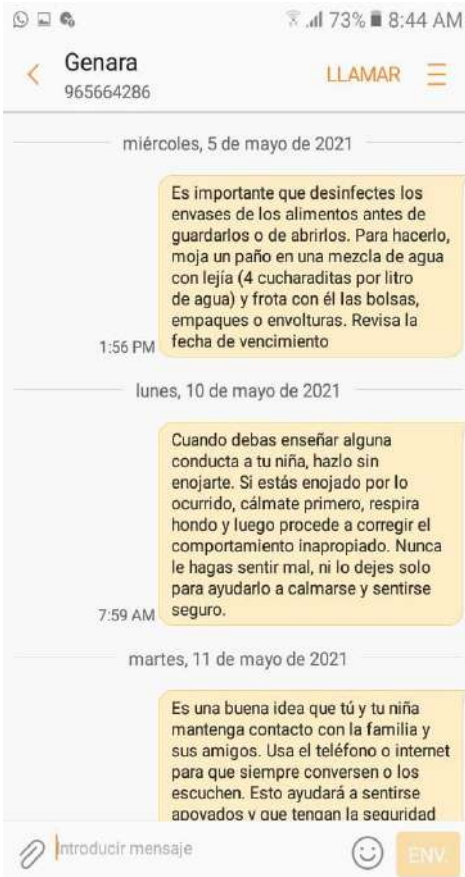 73% 8:44 AM
Genara
965664286
LLAMAR
miércoles, 5 de mayo de 2021
Es importante que desinfectes los
envases de los alimentos antes de
guardarlos o de abrirlos. Para hacerlo,
moja un paño en una mezcla de agua
con lejía (4 cucharaditas por litro
de agua) y frota con él las bolsas,
empaques o envolturas. Revisa la
fecha de vencimiento
1:56 PM
lunes, 10 de mayo de 2021
Cuando debas enseñar alguna
conducta a tu niña, hazlo sin
enojarte. Si estás enojado por lo
ocurrido, cálmate primero, respira
hondo y luego procede a corregir el
comportamiento inapropiado. Nunca
le hagas sentir mal, ni lo dejes solo
para ayudarlo a calmarse y sentirse
seguro.
7:59 AM
martes, 11 de mayo de 2021
Es una buena idea que tú y tu niña
mantenga contacto con la familia y
sus amigos. Usa el teléfono o internet
para que siempre conversen o los
escuchen. Esto ayudará a sentirse
apoyados y que tengan la seguridad
Introducir mensaje
ENV.